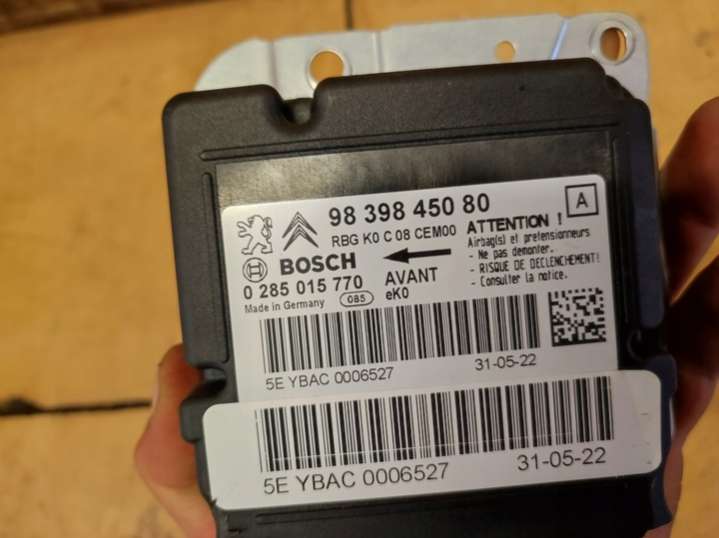 98 398 450 80
RBG K0 C 08 CEM00
A
BOSCH
0 285 015 770
Made in Germany
085
AVANT
eK0
ATTENTION !
Airbag(s) et pretensionneurs
- Ne pas demonter.
- RISQUE DE DECLENCHEMENT!
- Consulter la notice.
5E YBAC 0006527 31-05-22
5E YBAC 0006527 31-05-22